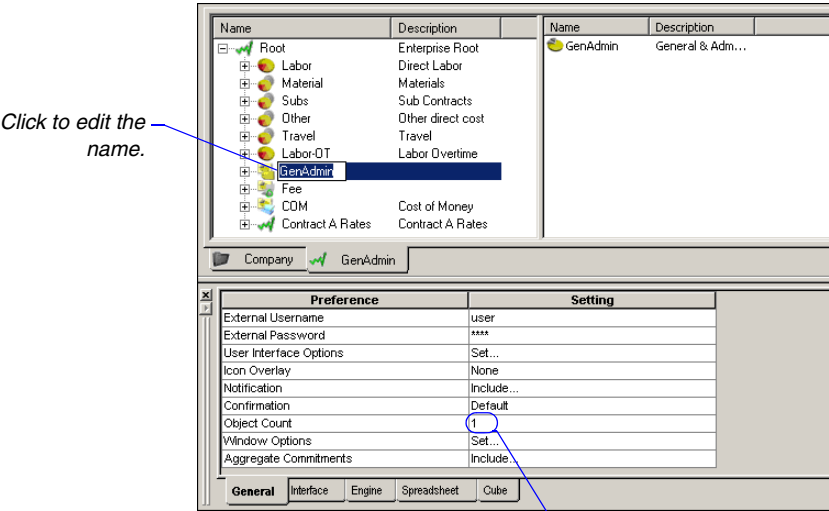 Click to edit the
name.
Name Description
Root Enterprise Root
Labor Direct Labor
Material Materials
Subs Sub Contracts
Other Other direct cost
Travel Travel
Labor-OT Labor Overtime
GenAdmin
Fee
COM Cost of Money
Contract A Rates Contract A Rates
Name Description
GenAdmin General & Adm...
Company GenAdmin
Preference Setting
External Username user
External Password ****
User Interface Options Set...
Icon Overlay None
Notification Include...
Confirmation Default
Object Count 1
Window Options Set...
Aggregate Commitments Include...
General Interface Engine Spreadsheet Cube